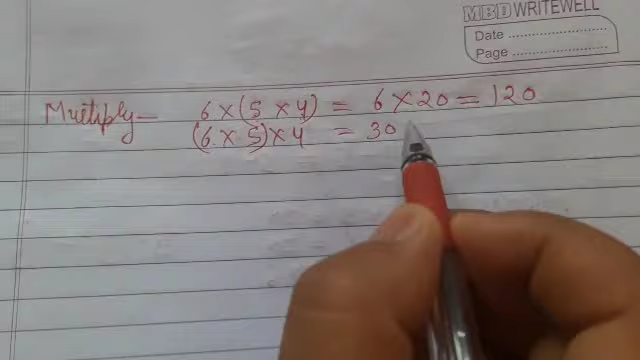 MBD WRITEWELL
Date ..............................
Page ..............................
Multiply— 6 × (5 × 4) = 6 × 20 = 120
(6 × 5) × 4 = 30